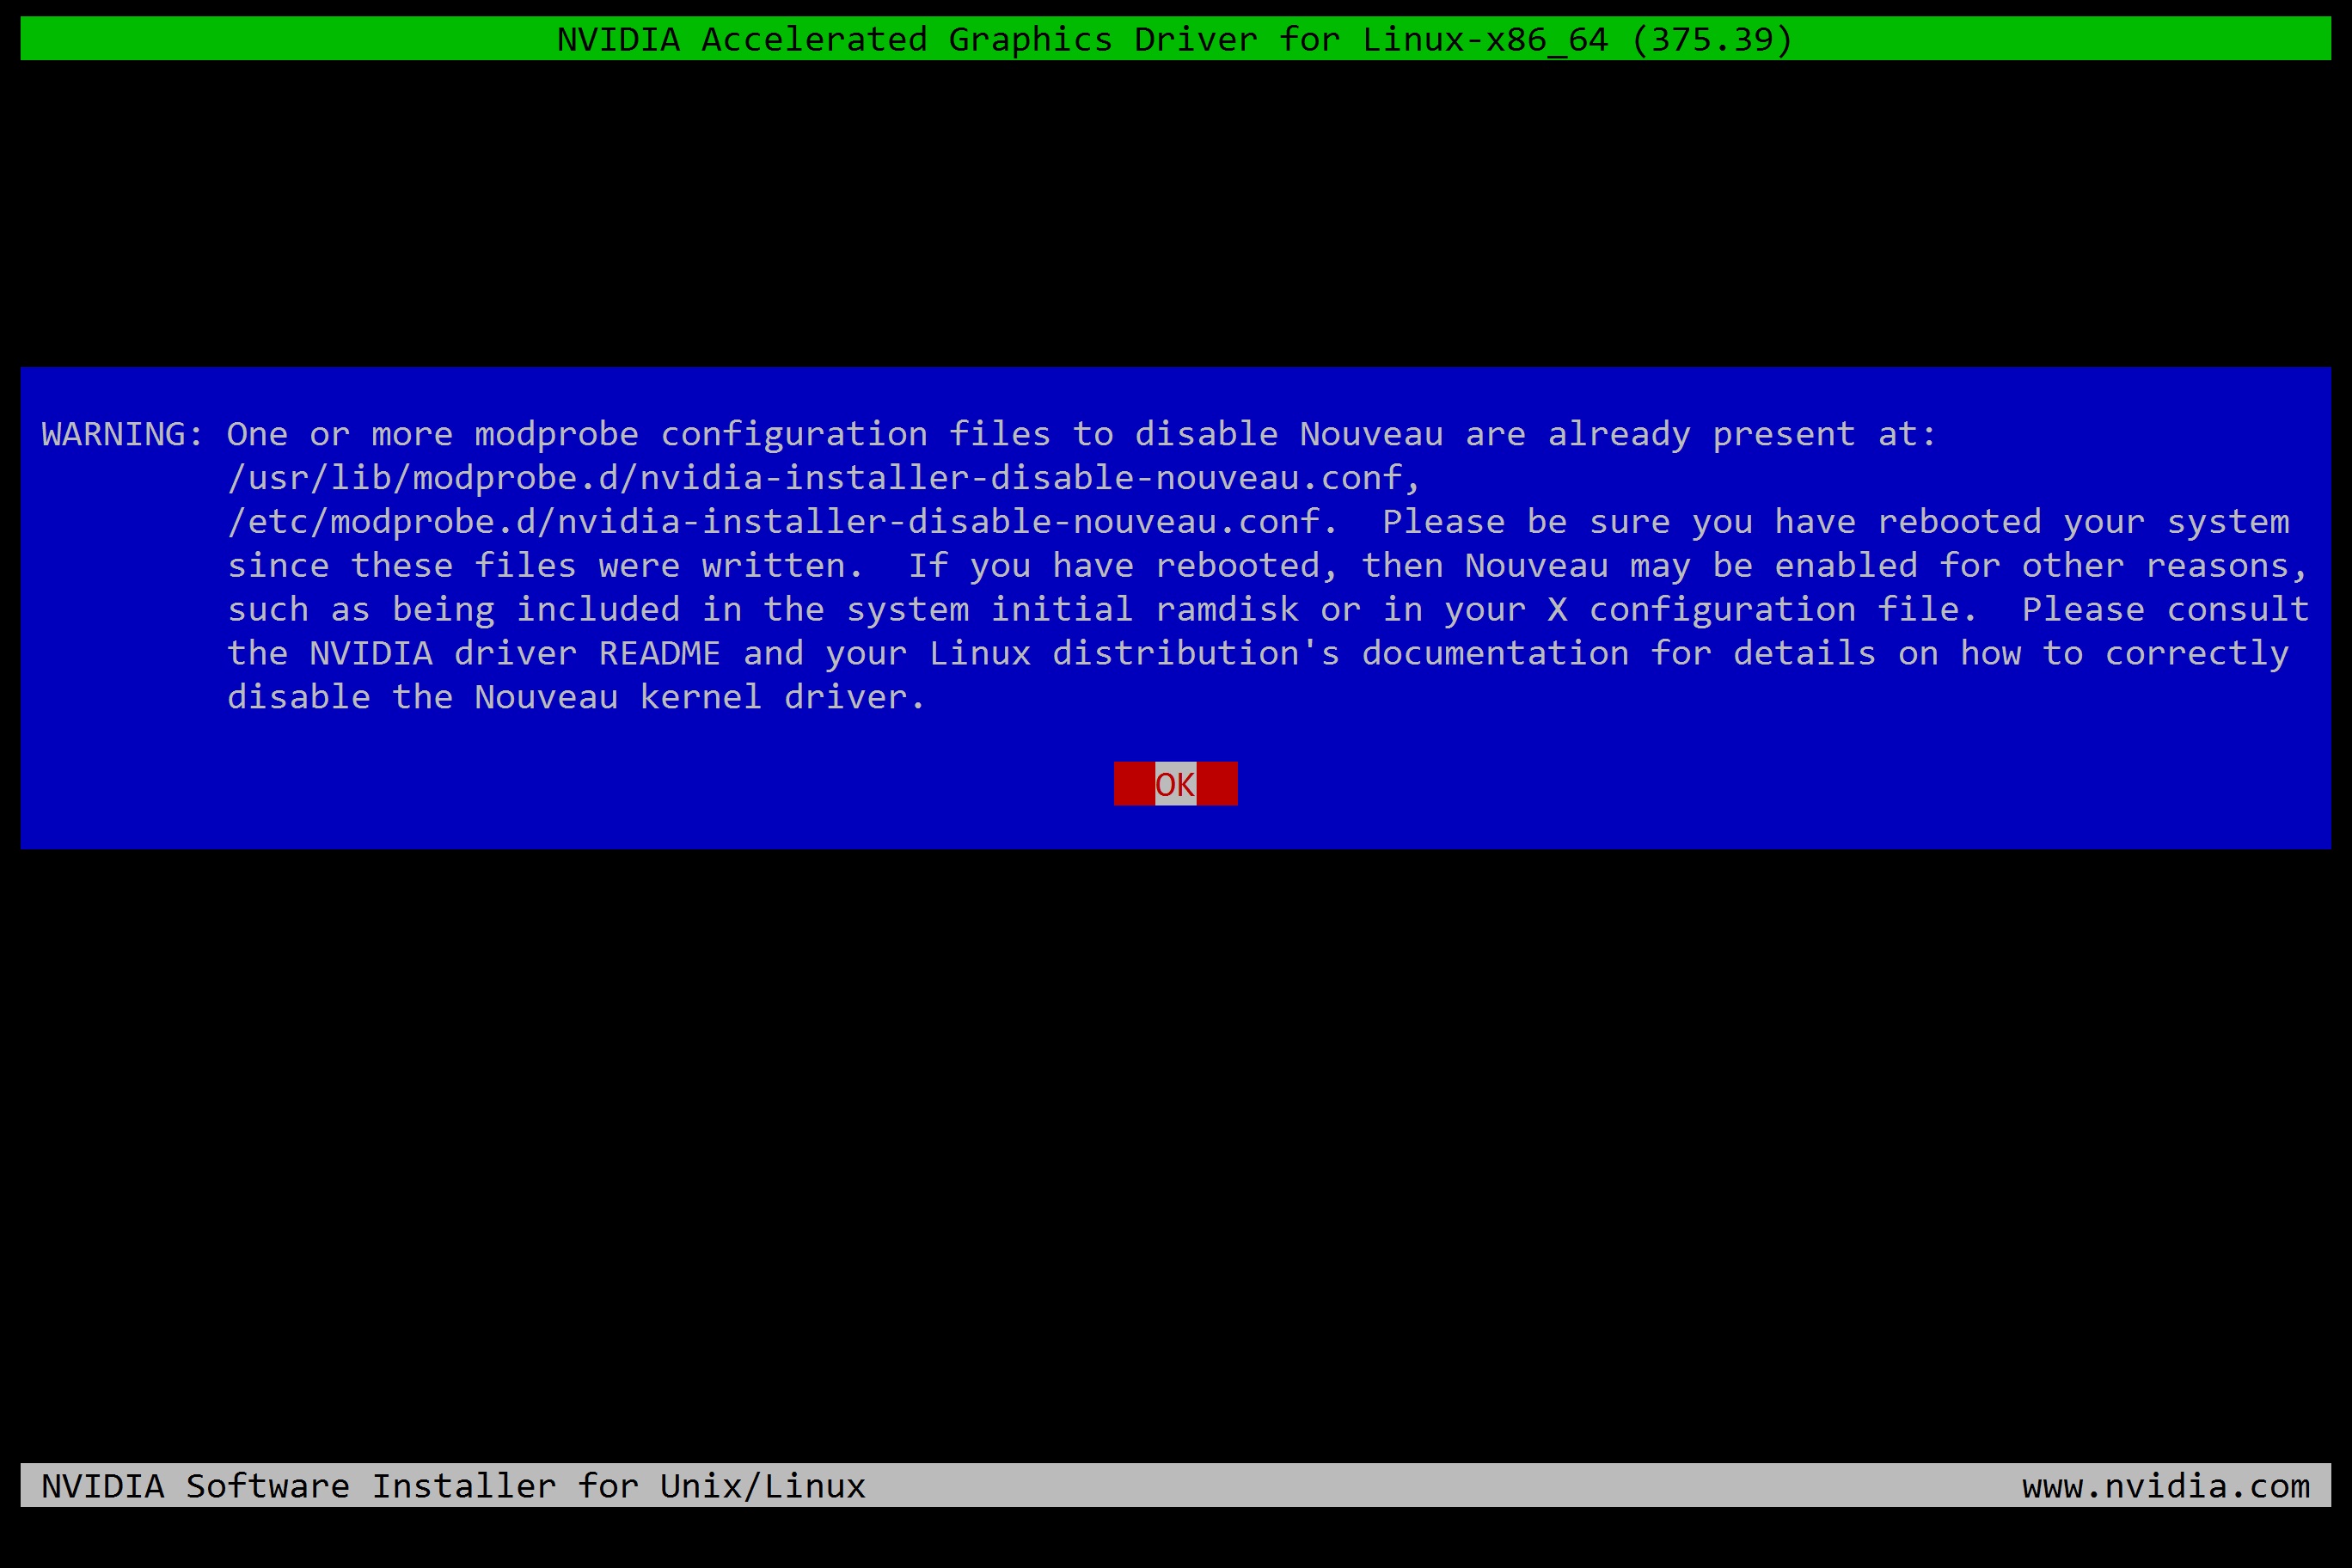 NVIDIA Accelerated Graphics Driver for Linux-x86_64 (375.39)
WARNING: One or more modprobe configuration files to disable Nouveau are already present at:
/usr/lib/modprobe.d/nvidia-installer-disable-nouveau.conf,
/etc/modprobe.d/nvidia-installer-disable-nouveau.conf.  Please be sure you have rebooted your system
since these files were written.  If you have rebooted, then Nouveau may be enabled for other reasons,
such as being included in the system initial ramdisk or in your X configuration file.  Please consult
the NVIDIA driver README and your Linux distribution's documentation for details on how to correctly
disable the Nouveau kernel driver.
OK
NVIDIA Software Installer for Unix/Linux www.nvidia.com